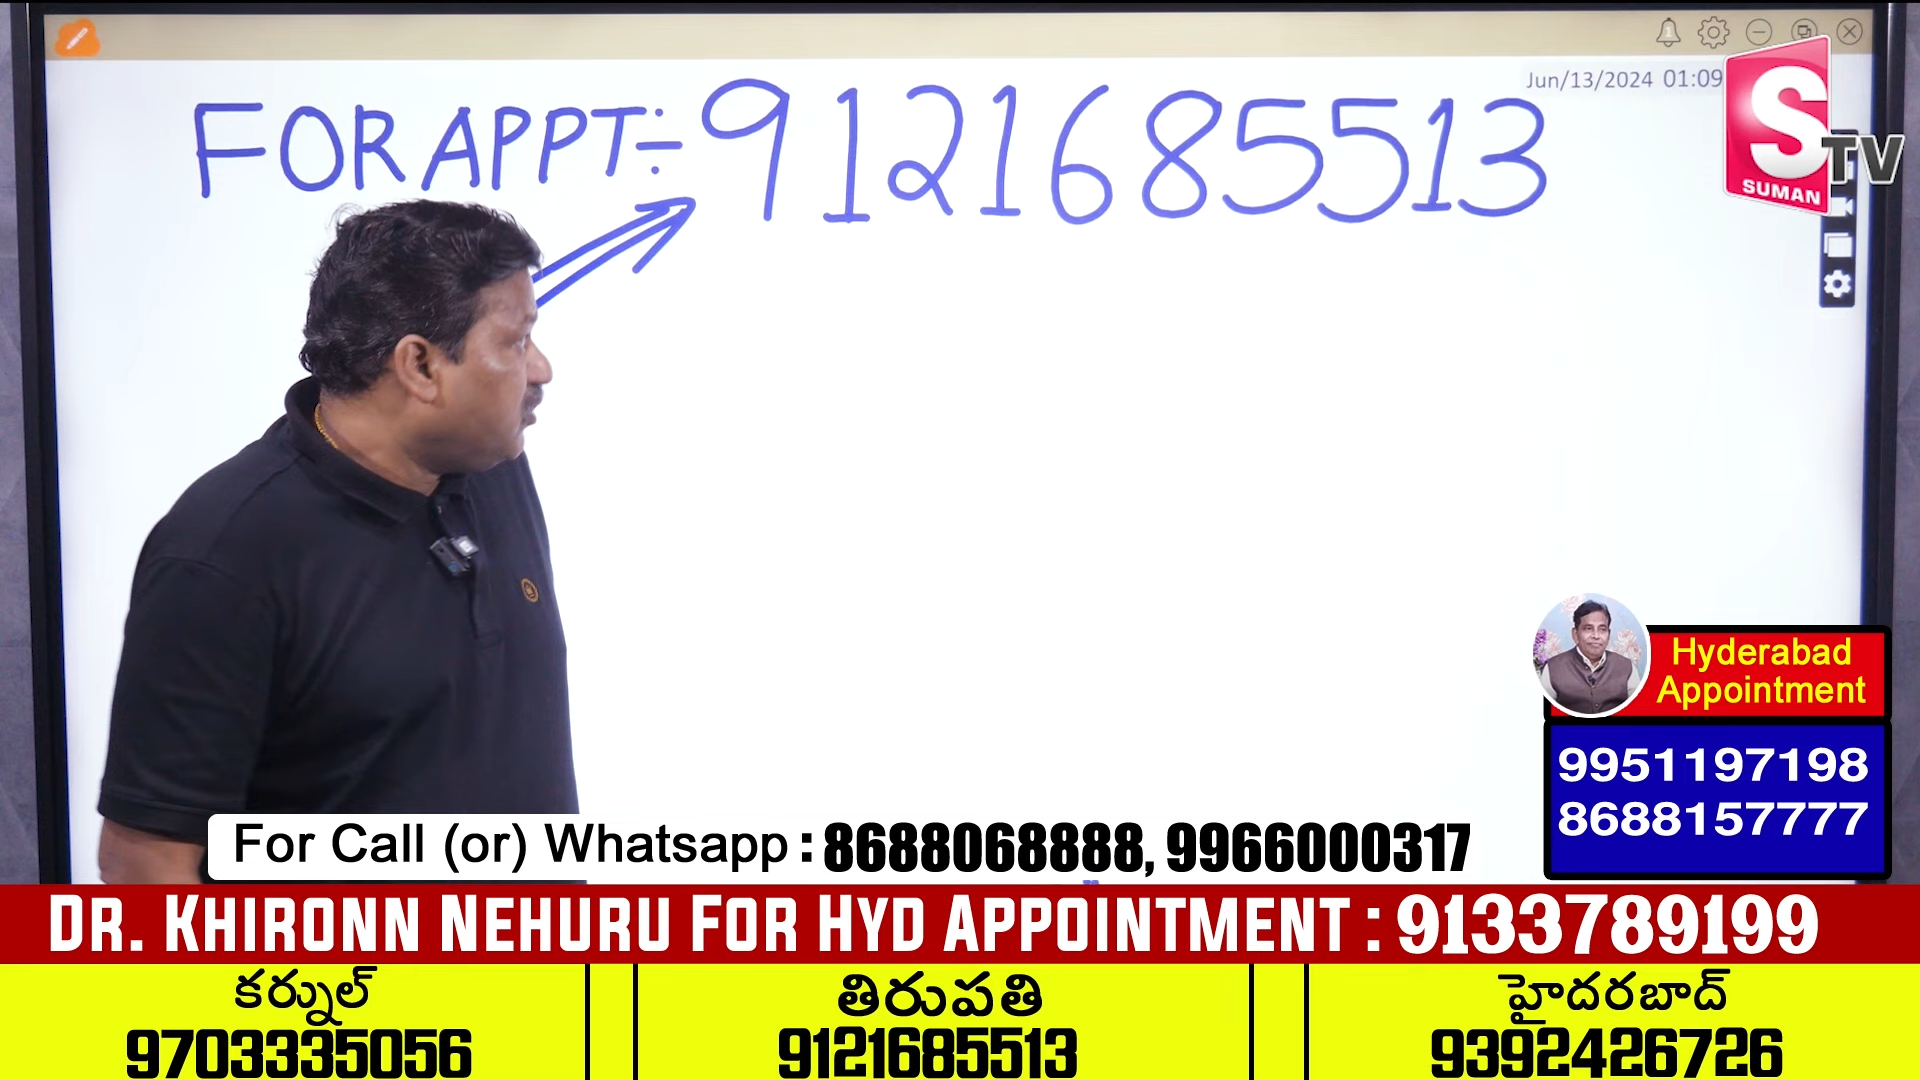 Jun/13/2024 01:09
FOR APPT:- 9121685513
S
TV
SUMAN
Hyderabad
Appointment
9951197198
8688157777
For Call (or) Whatsapp : 8688068888, 9966000317
DR. KHIRONN NEHURU FOR HYD APPOINTMENT : 9133789199
కర్నుల్
9703335056
తిరుపతి
9121685513
హైదరబాద్
9392426726